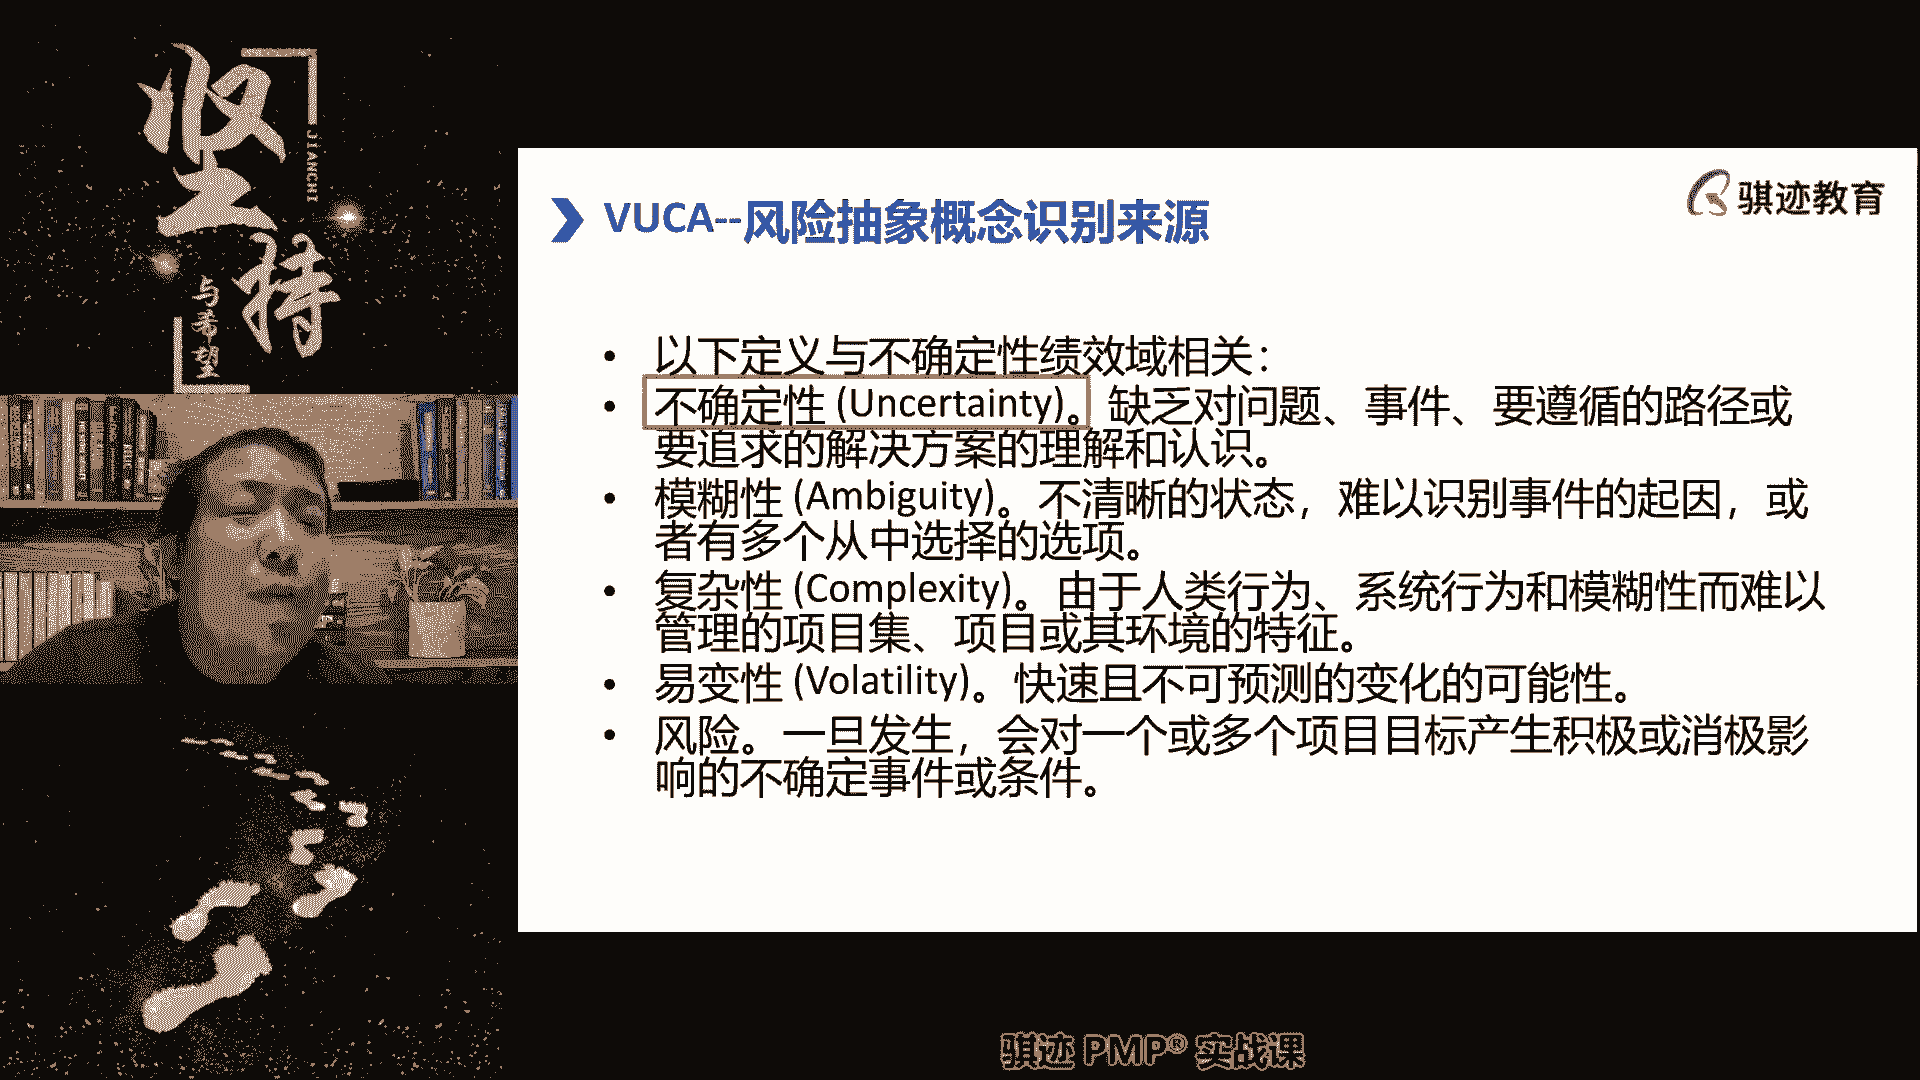 坚持
JIANCHI
与希望
骐迹教育
VUCA--风险抽象概念识别来源
• 以下定义与不确定性绩效域相关：
• 不确定性 (Uncertainty)。缺乏对问题、事件、要遵循的路径或
要追求的解决方案的理解和认识。
• 模糊性 (Ambiguity)。不清晰的状态，难以识别事件的起因，或
者有多个从中选择的选项。
• 复杂性 (Complexity)。由于人类行为、系统行为和模糊性而难以
管理的项目集、项目或其环境的特征。
• 易变性 (Volatility)。快速且不可预测的变化的可能性。
• 风险。一旦发生，会对一个或多个项目目标产生积极或消极影
响的不确定事件或条件。
骐迹 PMP® 实战课